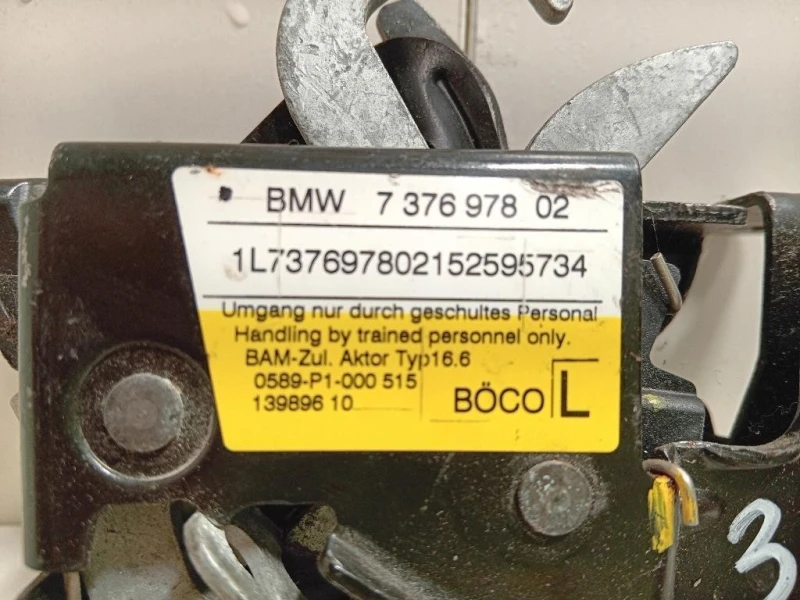 BMW 7 376 978 02
1L737697802152595734
Umgang nur durch geschultes Personal
Handling by trained personnel only.
BAM-Zul. Aktor Typ16.6
0589-P1-000 515
139896 10
BÖCO L
3